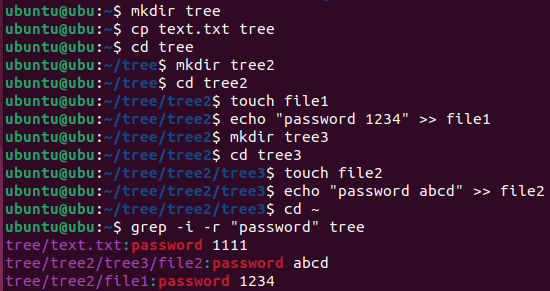 ubuntu@ubu:~$ mkdir tree
ubuntu@ubu:~$ cp text.txt tree
ubuntu@ubu:~$ cd tree
ubuntu@ubu:~/tree$ mkdir tree2
ubuntu@ubu:~/tree$ cd tree2
ubuntu@ubu:~/tree/tree2$ touch file1
ubuntu@ubu:~/tree/tree2$ echo "password 1234" >> file1
ubuntu@ubu:~/tree/tree2$ mkdir tree3
ubuntu@ubu:~/tree/tree2$ cd tree3
ubuntu@ubu:~/tree/tree2/tree3$ touch file2
ubuntu@ubu:~/tree/tree2/tree3$ echo "password abcd" >> file2
ubuntu@ubu:~/tree/tree2/tree3$ cd ~
ubuntu@ubu:~$ grep -i -r "password" tree
tree/text.txt:password 1111
tree/tree2/tree3/file2:password abcd
tree/tree2/file1:password 1234